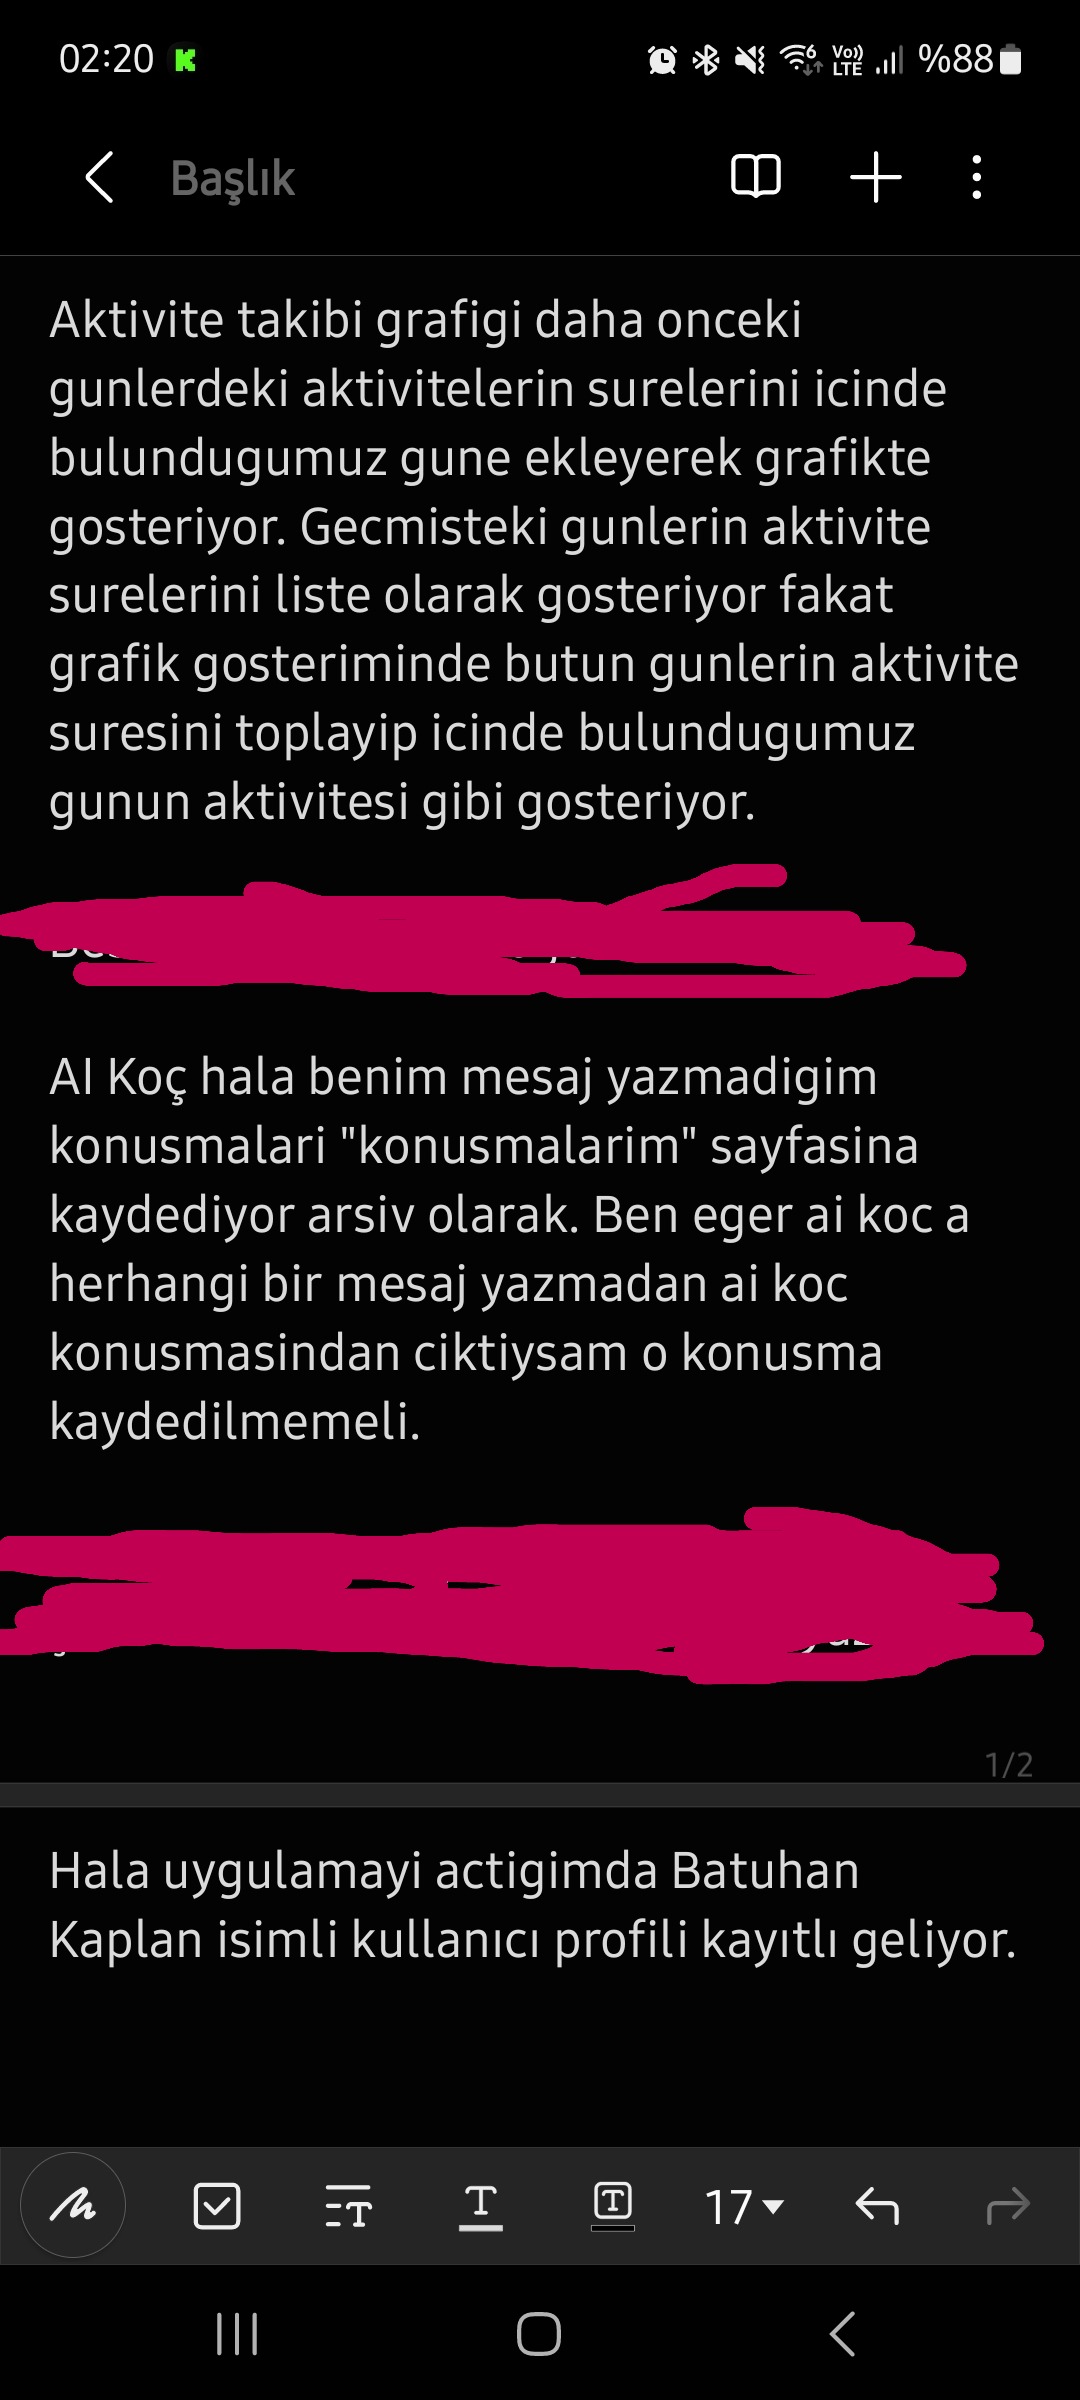 02:20
Vo))
LTE
6
%88
Başlık
Aktivite takibi grafigi daha onceki
gunlerdeki aktivitelerin surelerini icinde
bulundugumuz gune ekleyerek grafikte
gosteriyor. Gecmisteki gunlerin aktivite
surelerini liste olarak gosteriyor fakat
grafik gosteriminde butun gunlerin aktivite
suresini toplayip icinde bulundugumuz
gunun aktivitesi gibi gosteriyor.
AI Koç hala benim mesaj yazmadigim
konusmalari "konusmalarim" sayfasina
kaydediyor arsiv olarak. Ben eger ai koc a
herhangi bir mesaj yazmadan ai koc
konusmasindan ciktiysam o konusma
kaydedilmemeli.
1/2
Hala uygulamayi actigimda Batuhan
Kaplan isimli kullanıcı profili kayıtlı geliyor.
17